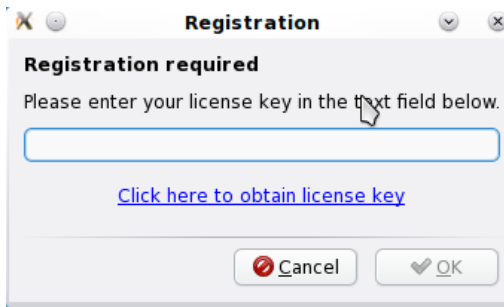 Registration
Registration required
Please enter your license key in the text field below.
Click here to obtain license key
Cancel
OK